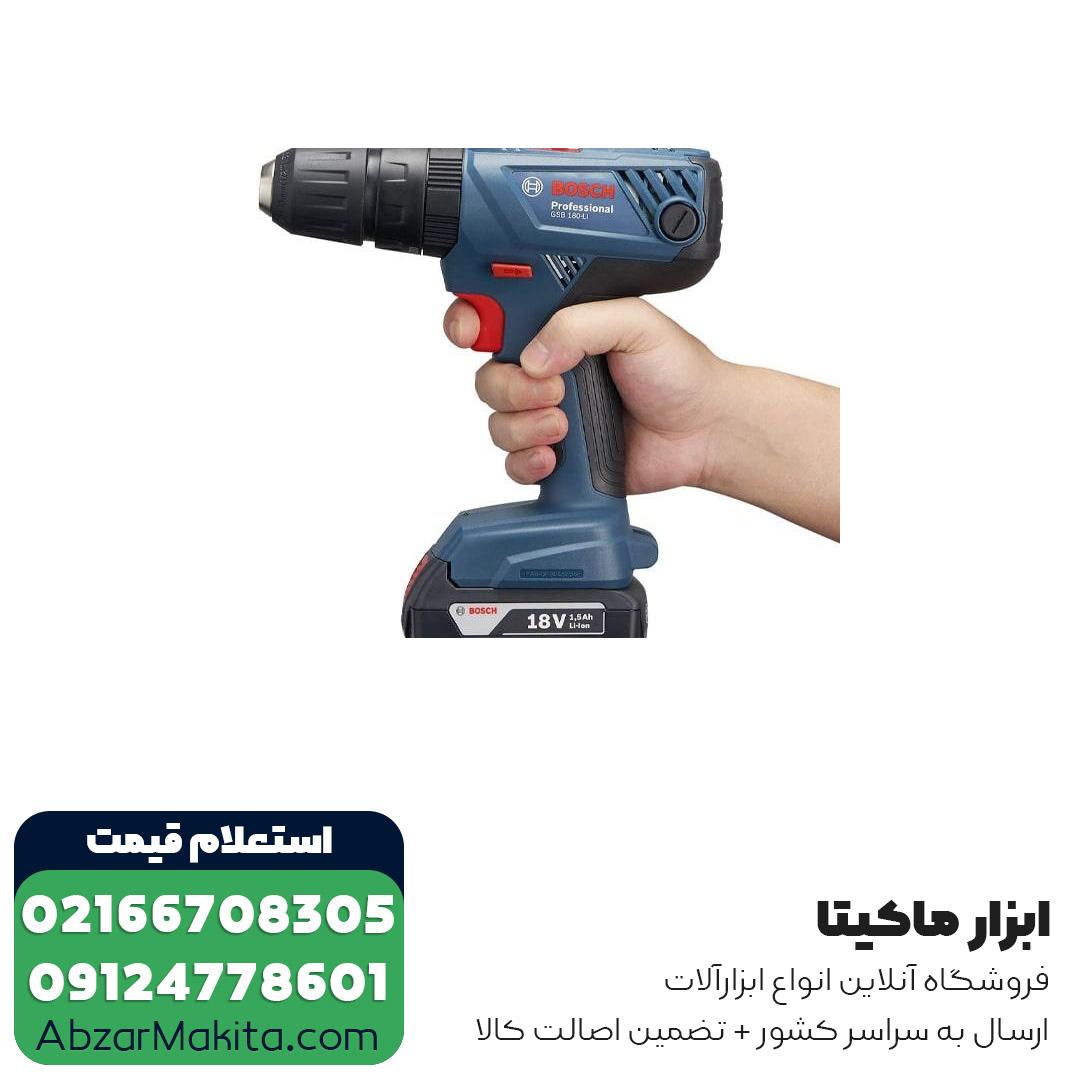 BOSCH
Professional
GSB 180-LI
BOSCH
18V 1,5Ah
Li-Ion
استعلام قیمت
02166708305
09124778601
AbzarMakita.com
ابزار ماکیتا
فروشگاه آنلاین انواع ابزارآلات
ارسال به سراسر کشور + تضمین اصالت کالا